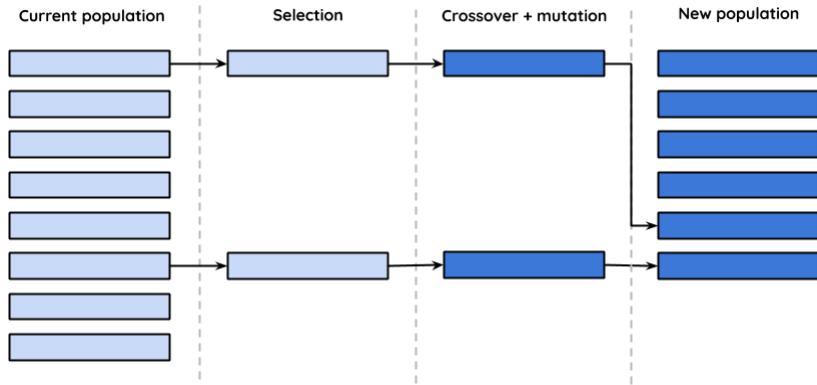 Current population
Selection
Crossover + mutation
New population